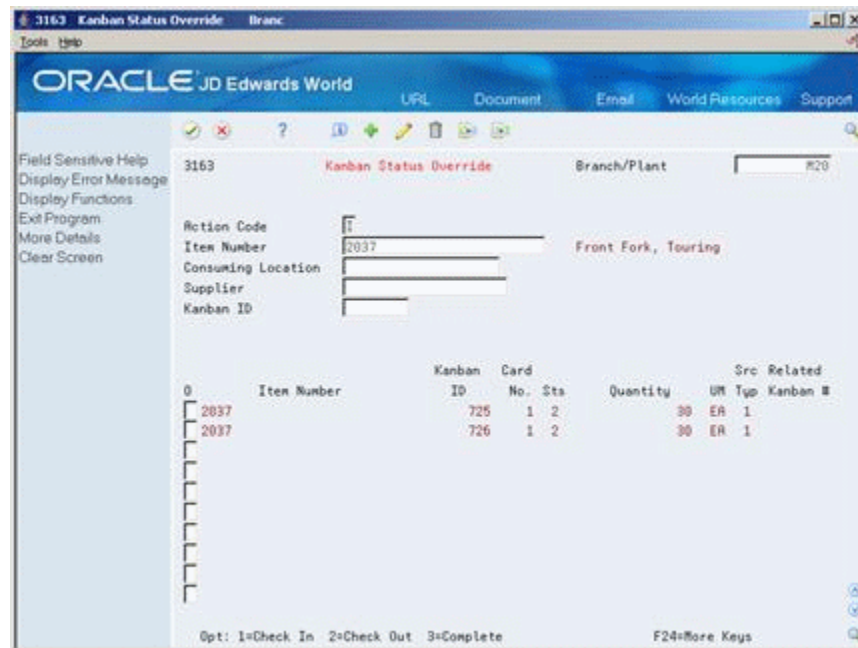 3163 Kanban Status Override Branc
Tools Help
ORACLE JD Edwards World
URL Document Email World Resources Support
Field Sensitive Help
Display Error Message
Display Functions
Exit Program
More Details
Clear Screen
3163 Kanban Status Override Branch/Plant M20
Action Code I
Item Number 2037 Front Fork, Touring
Consuming Location
Supplier
Kanban ID
Kanban Card Src Related
O Item Number ID No. Sts Quantity UM Typ Kanban #
2037 725 1 2 30 EA 1
2037 726 1 2 30 EA 1
Opt: 1=Check In 2=Check Out 3=Complete F24=More Keys